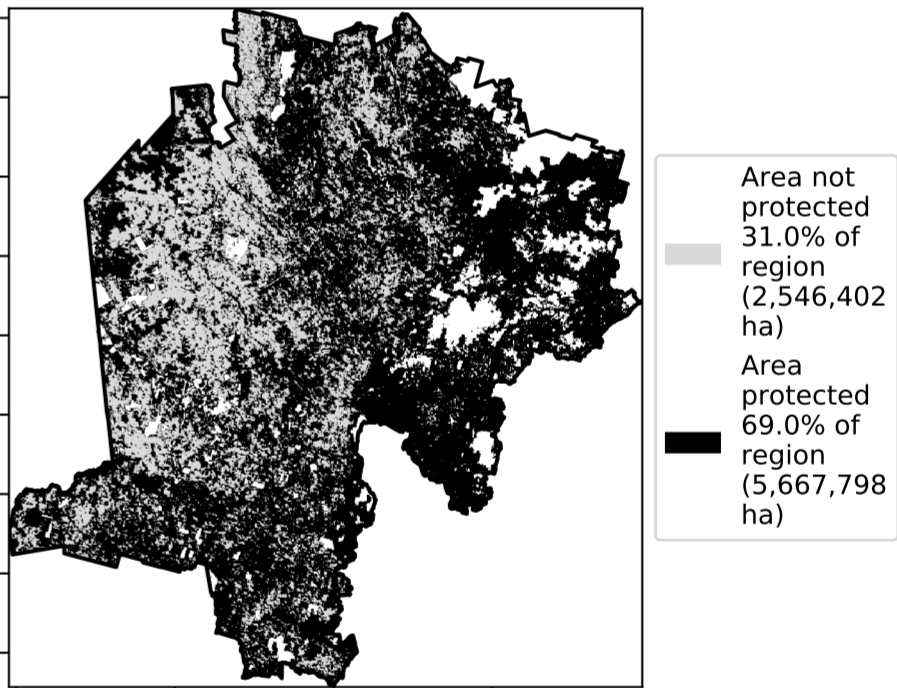 Area not
protected
31.0% of
region
(2,546,402
ha)
Area
protected
69.0% of
region
(5,667,798
ha)